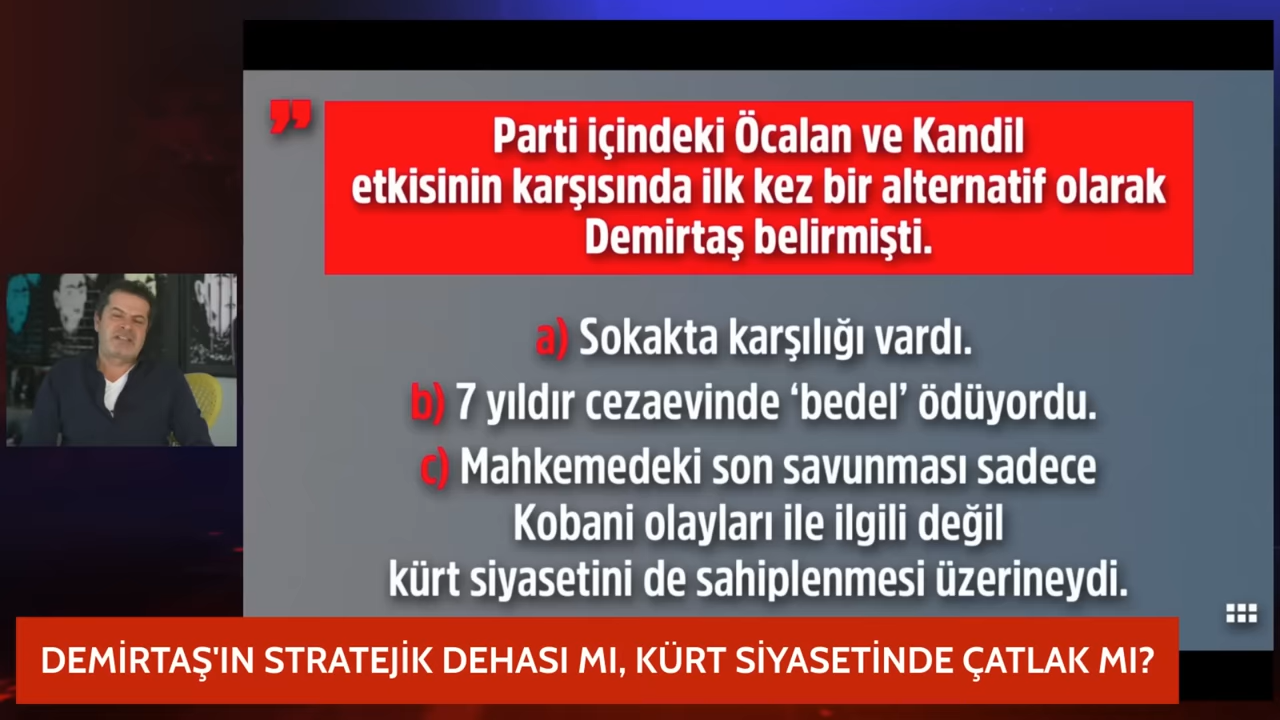 Parti içindeki Öcalan ve Kandil
etkisinin karşısında ilk kez bir alternatif olarak
Demirtaş belirmişti.
a) Sokakta karşılığı vardı.
b) 7 yıldır cezaevinde ‘bedel’ ödüyordu.
c) Mahkemedeki son savunması sadece
Kobani olayları ile ilgili değil
kürt siyasetini de sahiplenmesi üzerineydi.
DEMİRTAŞ'IN STRATEJİK DEHASI MI, KÜRT SİYASETİNDE ÇATLAK MI?